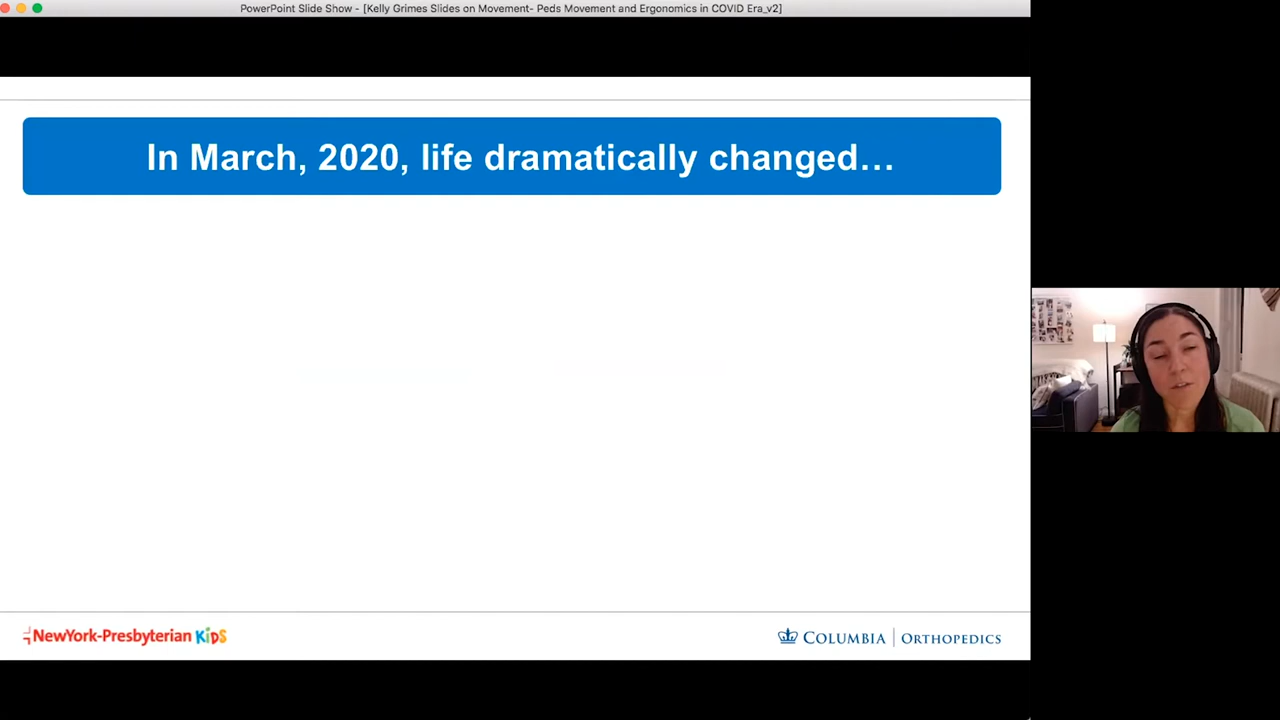 PowerPoint Slide Show - [Kelly Grimes Slides on Movement- Peds Movement and Ergonomics in COVID Era_v2]
In March, 2020, life dramatically changed…
NewYork-Presbyterian KiDS
COLUMBIA | ORTHOPEDICS